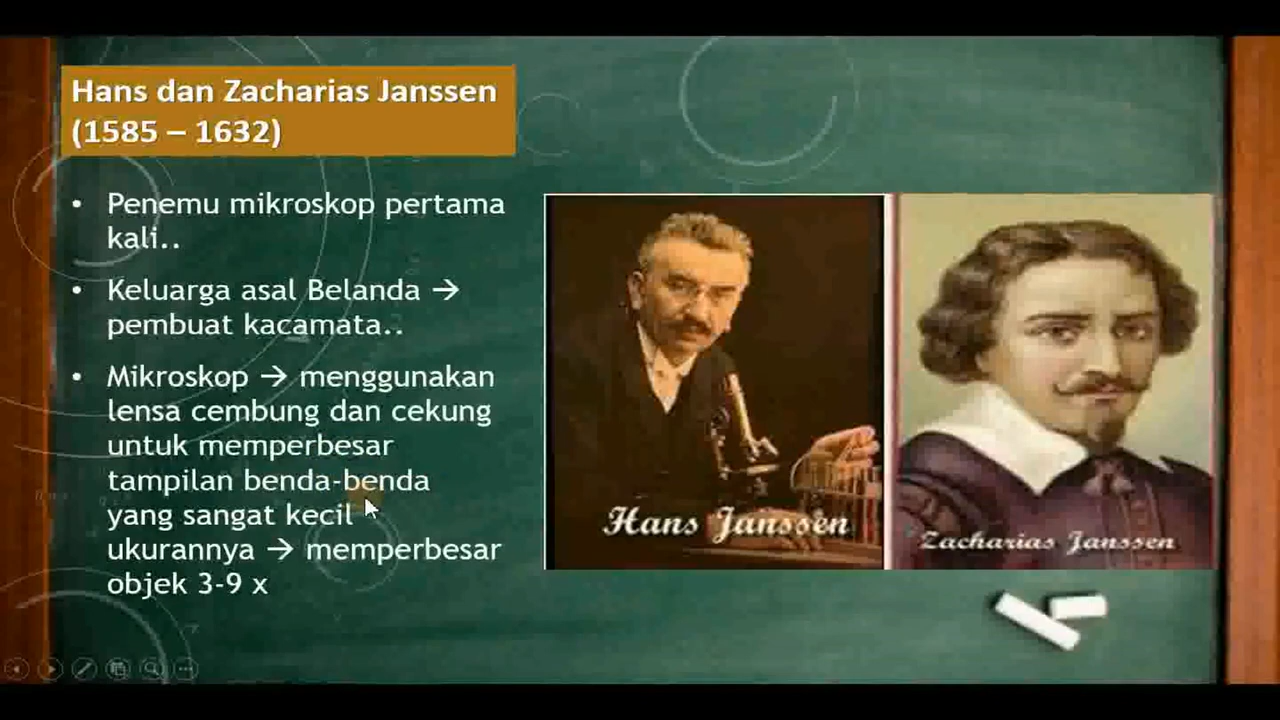 Hans dan Zacharias Janssen
(1585 – 1632)
• Penemu mikroskop pertama
kali..
• Keluarga asal Belanda →
pembuat kacamata..
• Mikroskop → menggunakan
lensa cembung dan cekung
untuk memperbesar
tampilan benda-benda
yang sangat kecil
ukurannya → memperbesar
objek 3-9 x
Hans Janssen
Zacharias Janssen